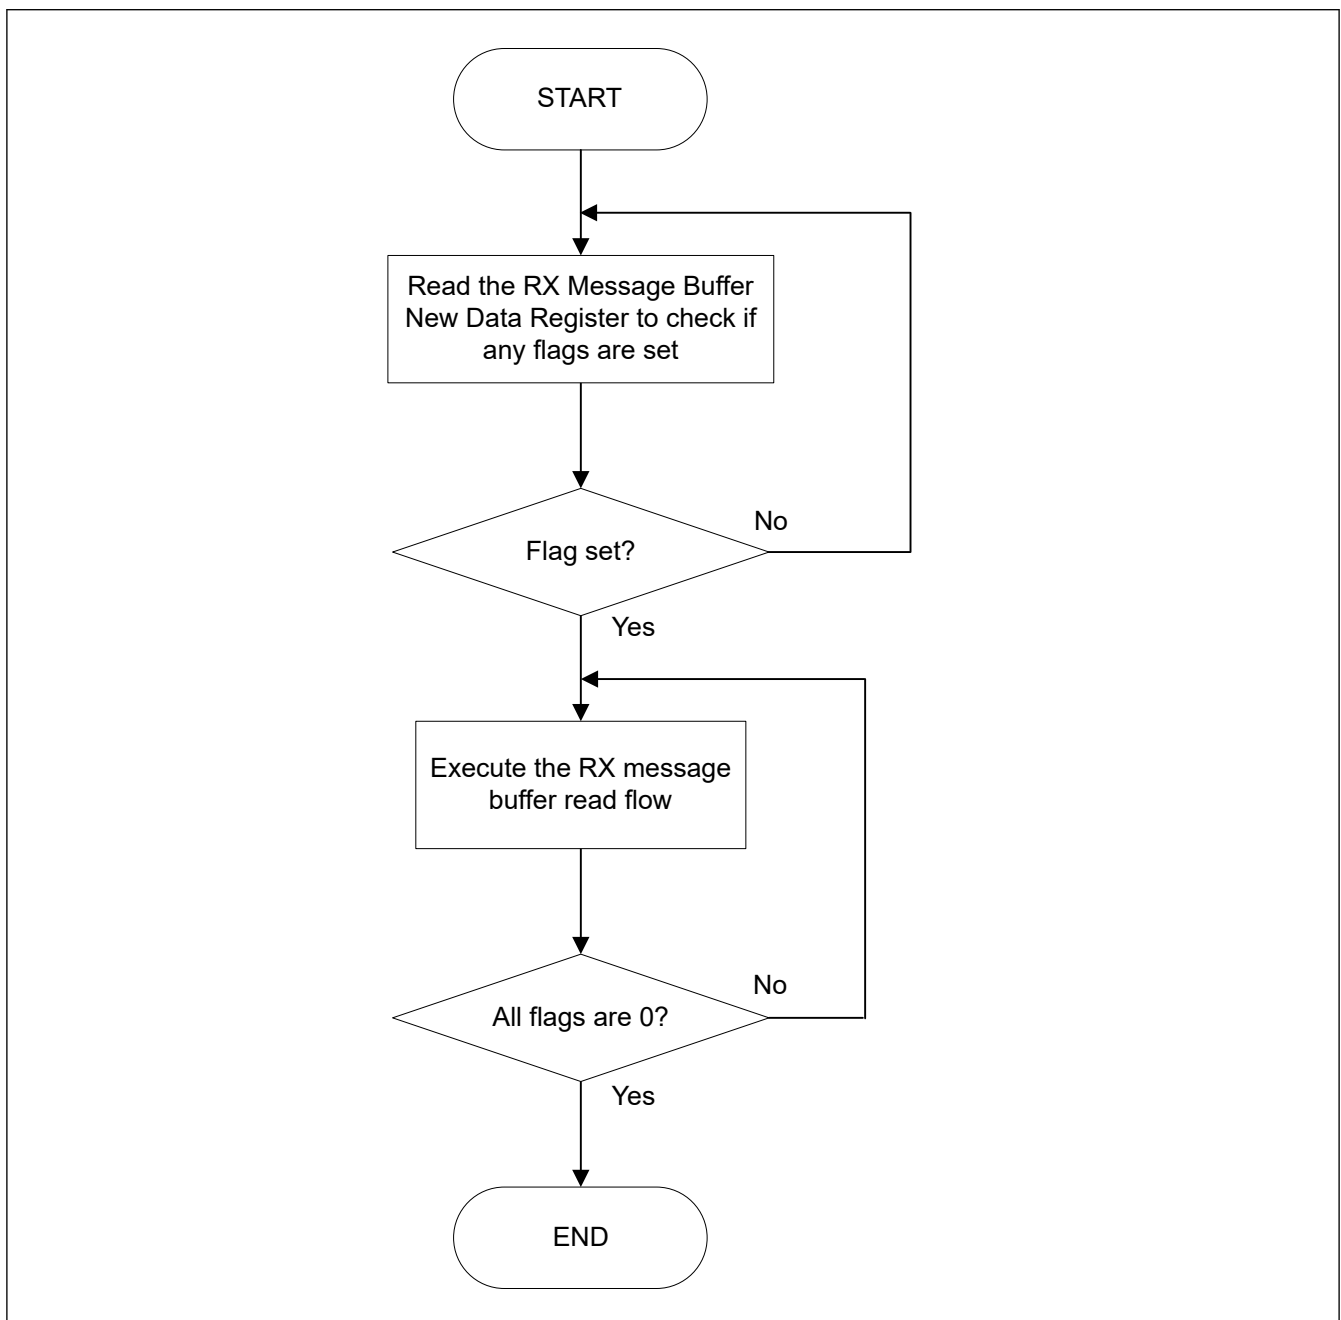 START
Read the RX Message Buffer
New Data Register to check if
any flags are set
No
Flag set?
Yes
Execute the RX message
buffer read flow
No
All flags are 0?
Yes
END